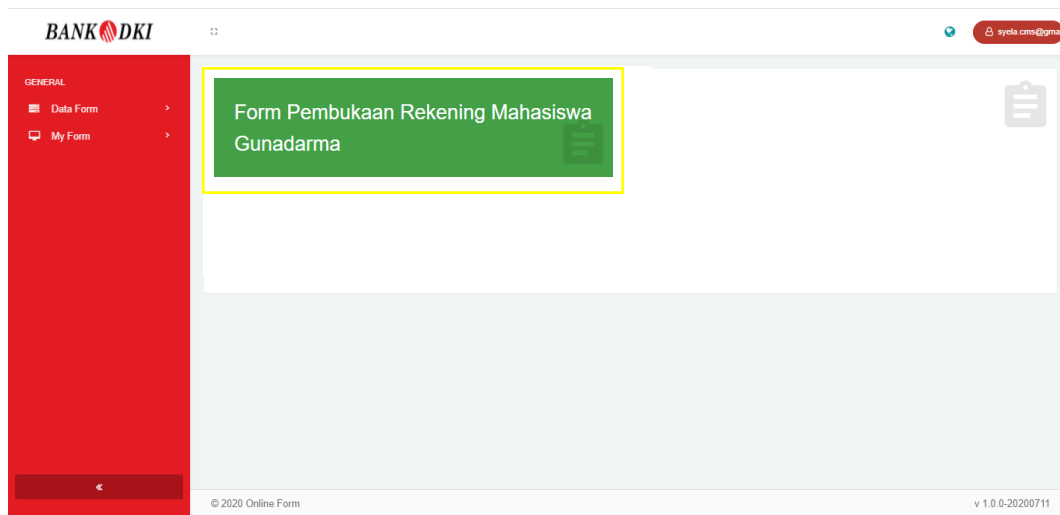 BANK DKI
syela.cms@gma
GENERAL
Data Form
My Form
Form Pembukaan Rekening Mahasiswa
Gunadarma
© 2020 Online Form
v 1.0.0-20200711